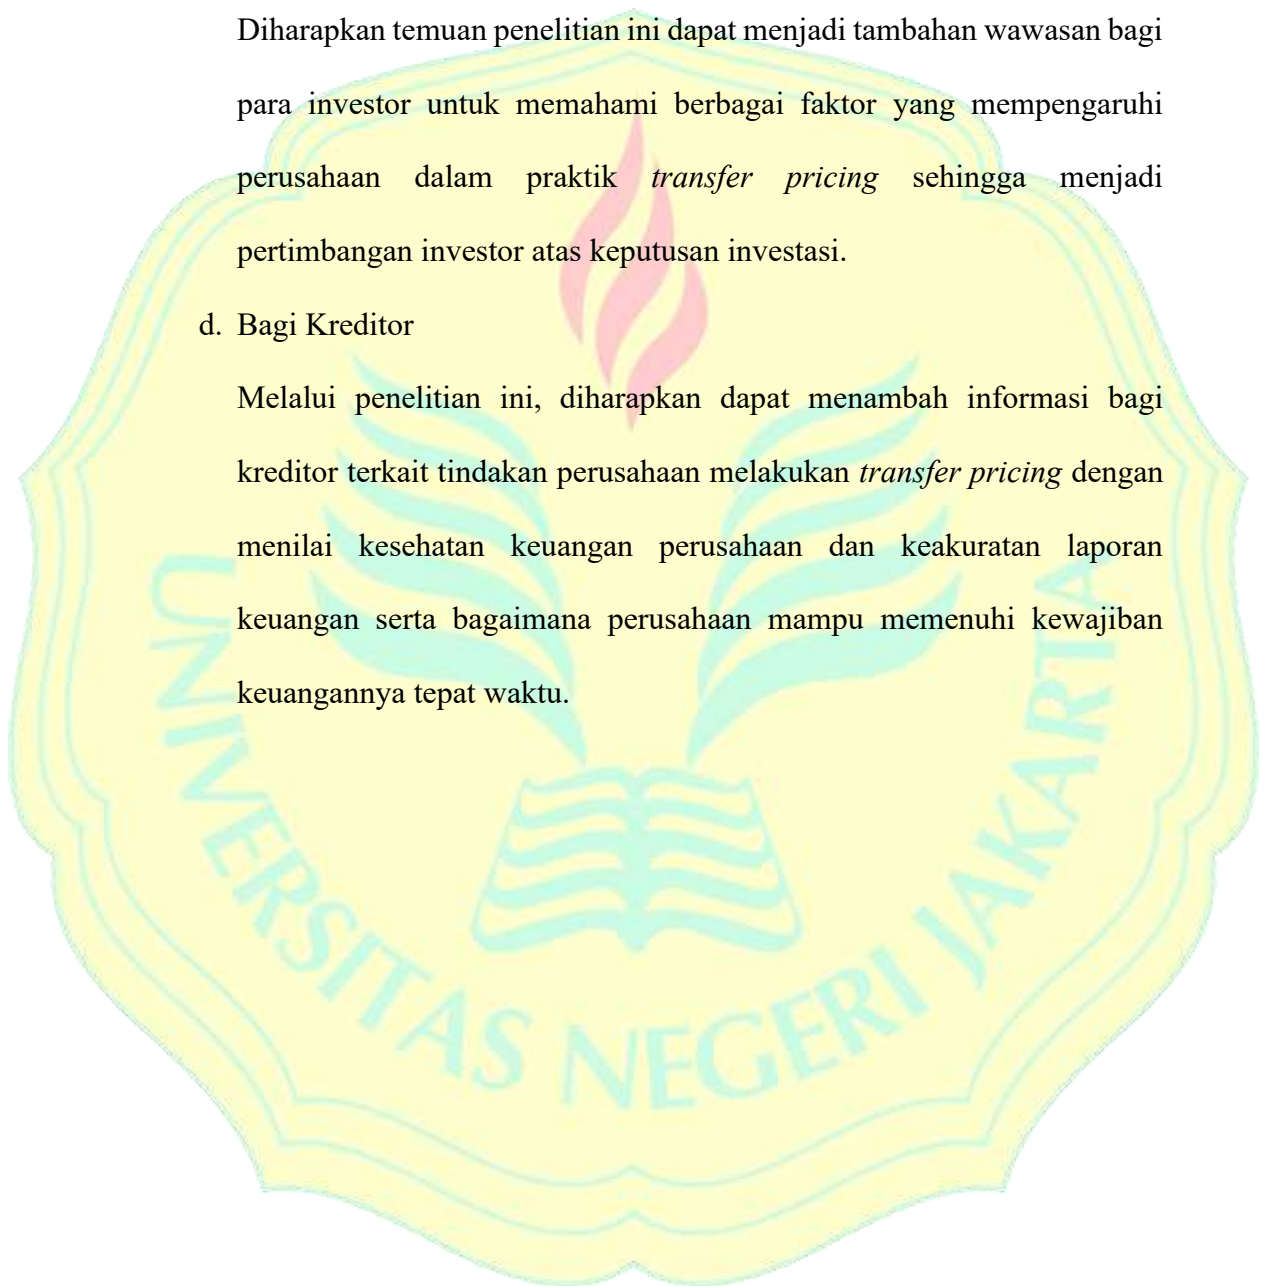 Diharapkan temuan penelitian ini dapat menjadi tambahan wawasan bagi
para investor untuk memahami berbagai faktor yang mempengaruhi
perusahaan dalam praktik transfer pricing sehingga menjadi
pertimbangan investor atas keputusan investasi.
d. Bagi Kreditor
Melalui penelitian ini, diharapkan dapat menambah informasi bagi
kreditor terkait tindakan perusahaan melakukan transfer pricing dengan
menilai kesehatan keuangan perusahaan dan keakuratan laporan
keuangan serta bagaimana perusahaan mampu memenuhi kewajiban
keuangannya tepat waktu.
UNIVERSITAS NEGERI JAKARTA